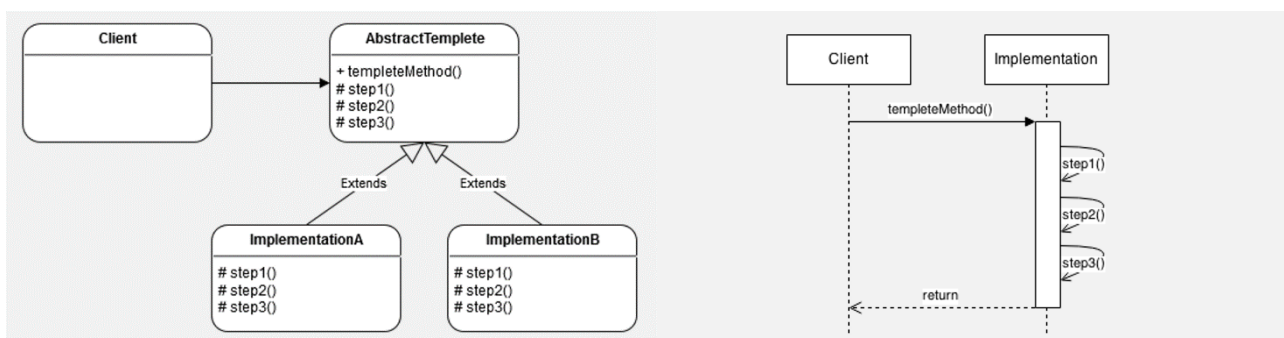 Client
AbstractTemplete
+ templeteMethod()
# step1()
# step2()
# step3()
Extends
Extends
ImplementationA
# step1()
# step2()
# step3()
ImplementationB
# step1()
# step2()
# step3()
Client
Implementation
templeteMethod()
step1()
step2()
step3()
return